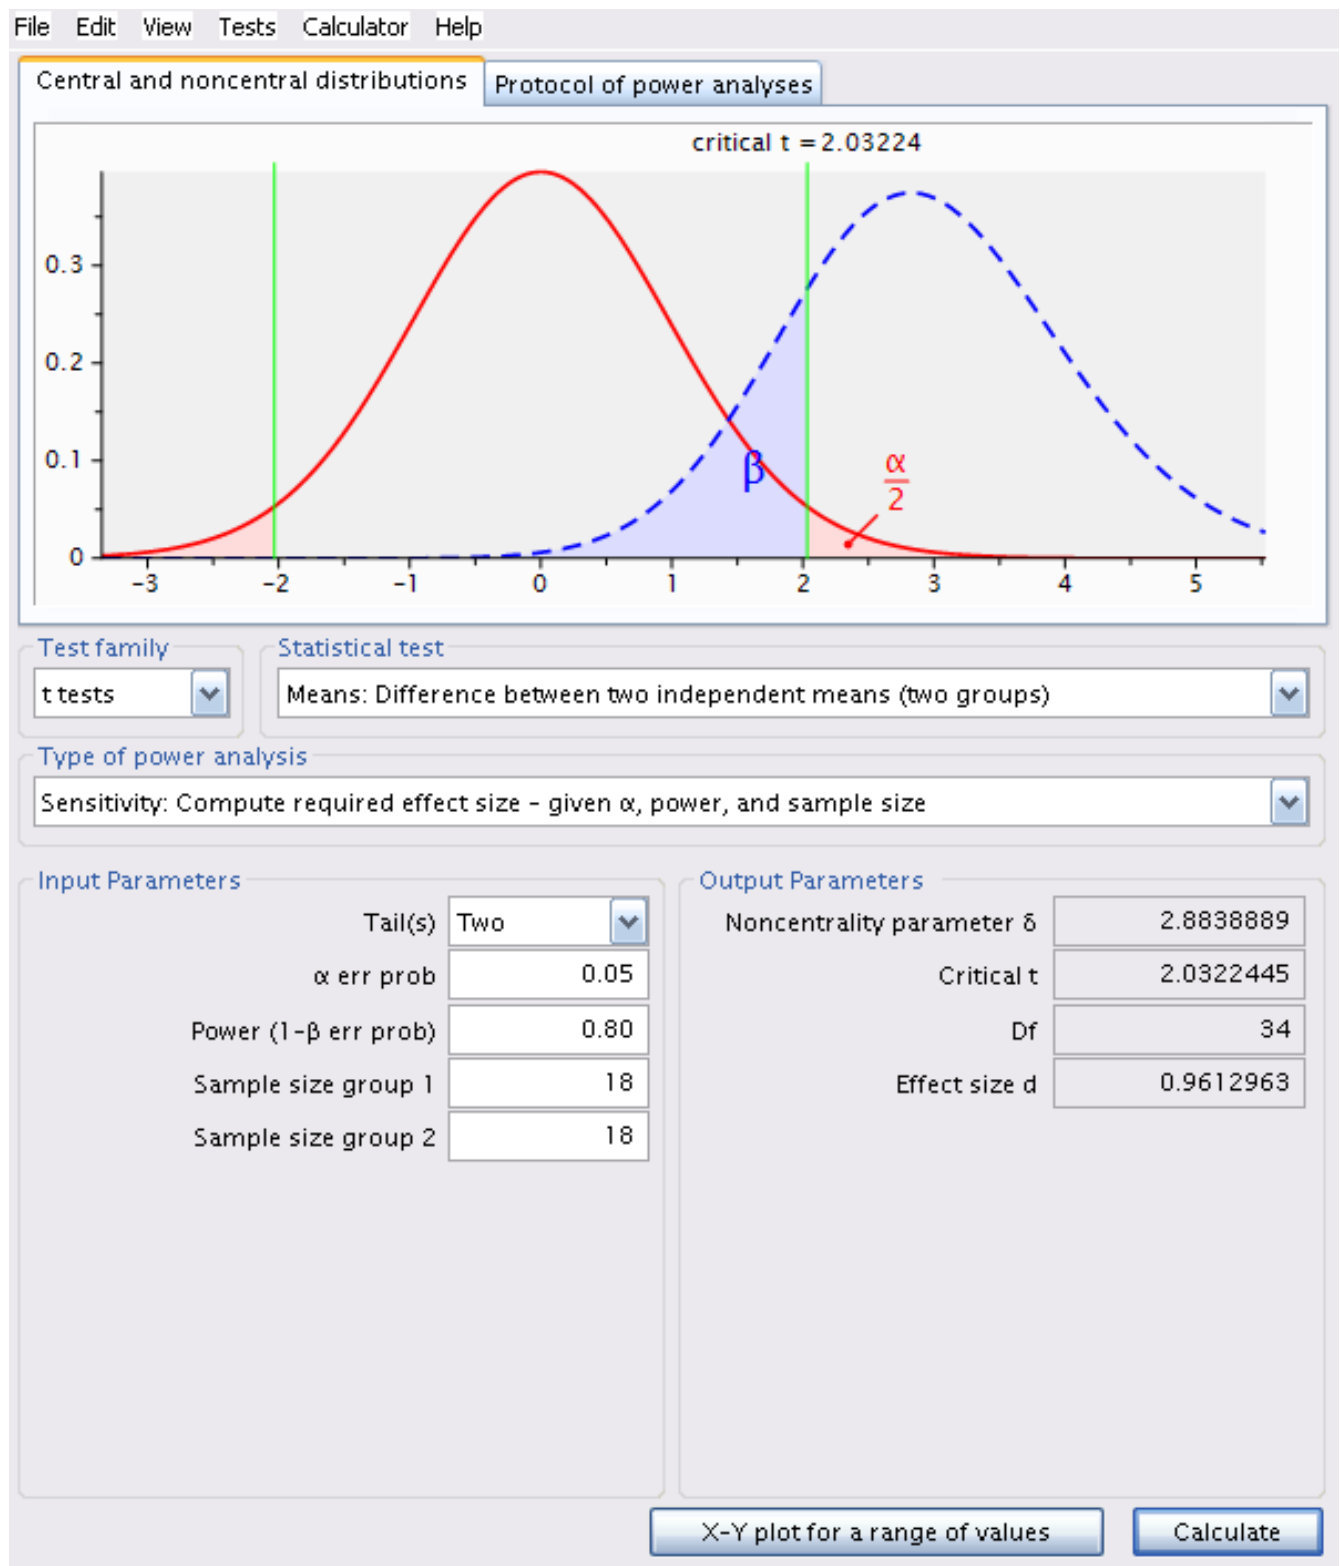 File Edit View Tests Calculator Help
Central and noncentral distributions Protocol of power analyses
critical t = 2.03224
0.3
0.2
0.1
0
β
α
2
-3 -2 -1 0 1 2 3 4 5
Test family Statistical test
t tests Means: Difference between two independent means (two groups)
Type of power analysis
Sensitivity: Compute required effect size – given α, power, and sample size
Input Parameters Output Parameters
Tail(s) Two Noncentrality parameter δ 2.8838889
α err prob 0.05 Critical t 2.0322445
Power (1-β err prob) 0.80 Df 34
Sample size group 1 18 Effect size d 0.9612963
Sample size group 2 18
X-Y plot for a range of values Calculate